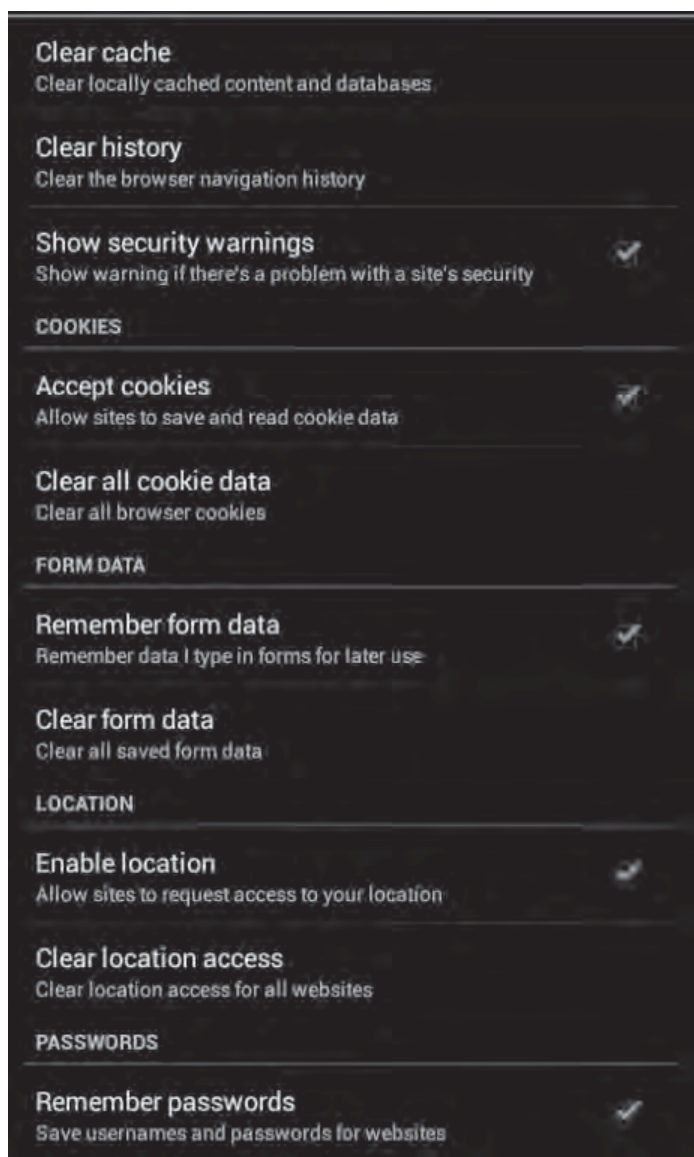 Clear cache
Clear locally cached content and databases
Clear history
Clear the browser navigation history
Show security warnings
Show warning if there's a problem with a site's security
COOKIES
Accept cookies
Allow sites to save and read cookie data
Clear all cookie data
Clear all browser cookies
FORM DATA
Remember form data
Remember data I type in forms for later use
Clear form data
Clear all saved form data
LOCATION
Enable location
Allow sites to request access to your location
Clear location access
Clear location access for all websites
PASSWORDS
Remember passwords
Save usernames and passwords for websites